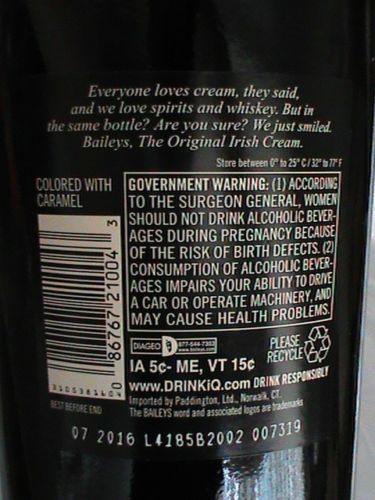 Everyone loves cream, they said,
and we love spirits and whiskey. But in
the same bottle? Are you sure? We just smiled.
Baileys, The Original Irish Cream.
Store between 0° to 25° C / 32° to 77° F
COLORED WITH
CARAMEL
GOVERNMENT WARNING: (1) ACCORDING
TO THE SURGEON GENERAL, WOMEN
SHOULD NOT DRINK ALCOHOLIC BEVER-
AGES DURING PREGNANCY BECAUSE
OF THE RISK OF BIRTH DEFECTS. (2)
CONSUMPTION OF ALCOHOLIC BEVER-
AGES IMPAIRS YOUR ABILITY TO DRIVE
A CAR OR OPERATE MACHINERY, AND
MAY CAUSE HEALTH PROBLEMS.
0 86767 21004 3
DIAGEO
877-544-7383
www.baileys.com
PLEASE
RECYCLE
IA 5¢- ME, VT 15¢
www.DRINKiQ.com DRINK RESPONSIBLY
Imported by Paddington, Ltd., Norwalk, CT.
The BAILEYS word and associated logos are trademarks
BEST BEFORE END
07 2016 L4185B2002 007319